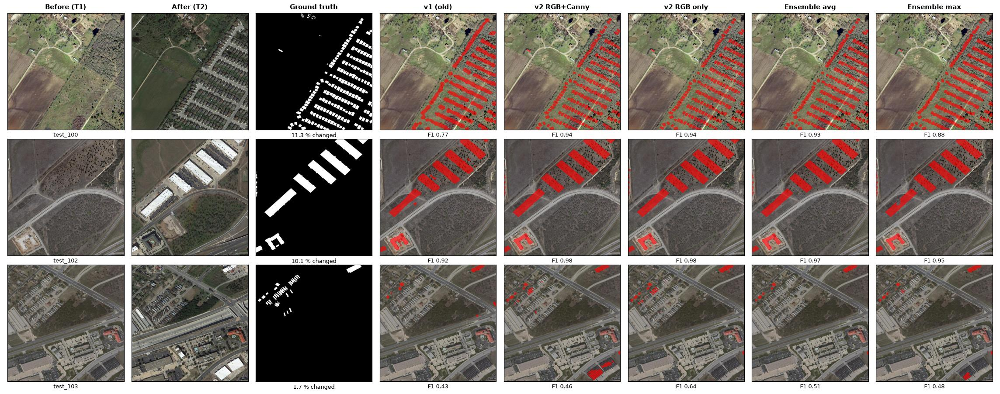 Before (T1) After (T2) Ground truth v1 (old) v2 RGB+Canny v2 RGB only Ensemble avg Ensemble max
test_100 11.3 % changed F1 0.77 F1 0.94 F1 0.94 F1 0.93 F1 0.88
test_102 10.1 % changed F1 0.92 F1 0.98 F1 0.98 F1 0.97 F1 0.95
test_103 1.7 % changed F1 0.43 F1 0.46 F1 0.64 F1 0.51 F1 0.48